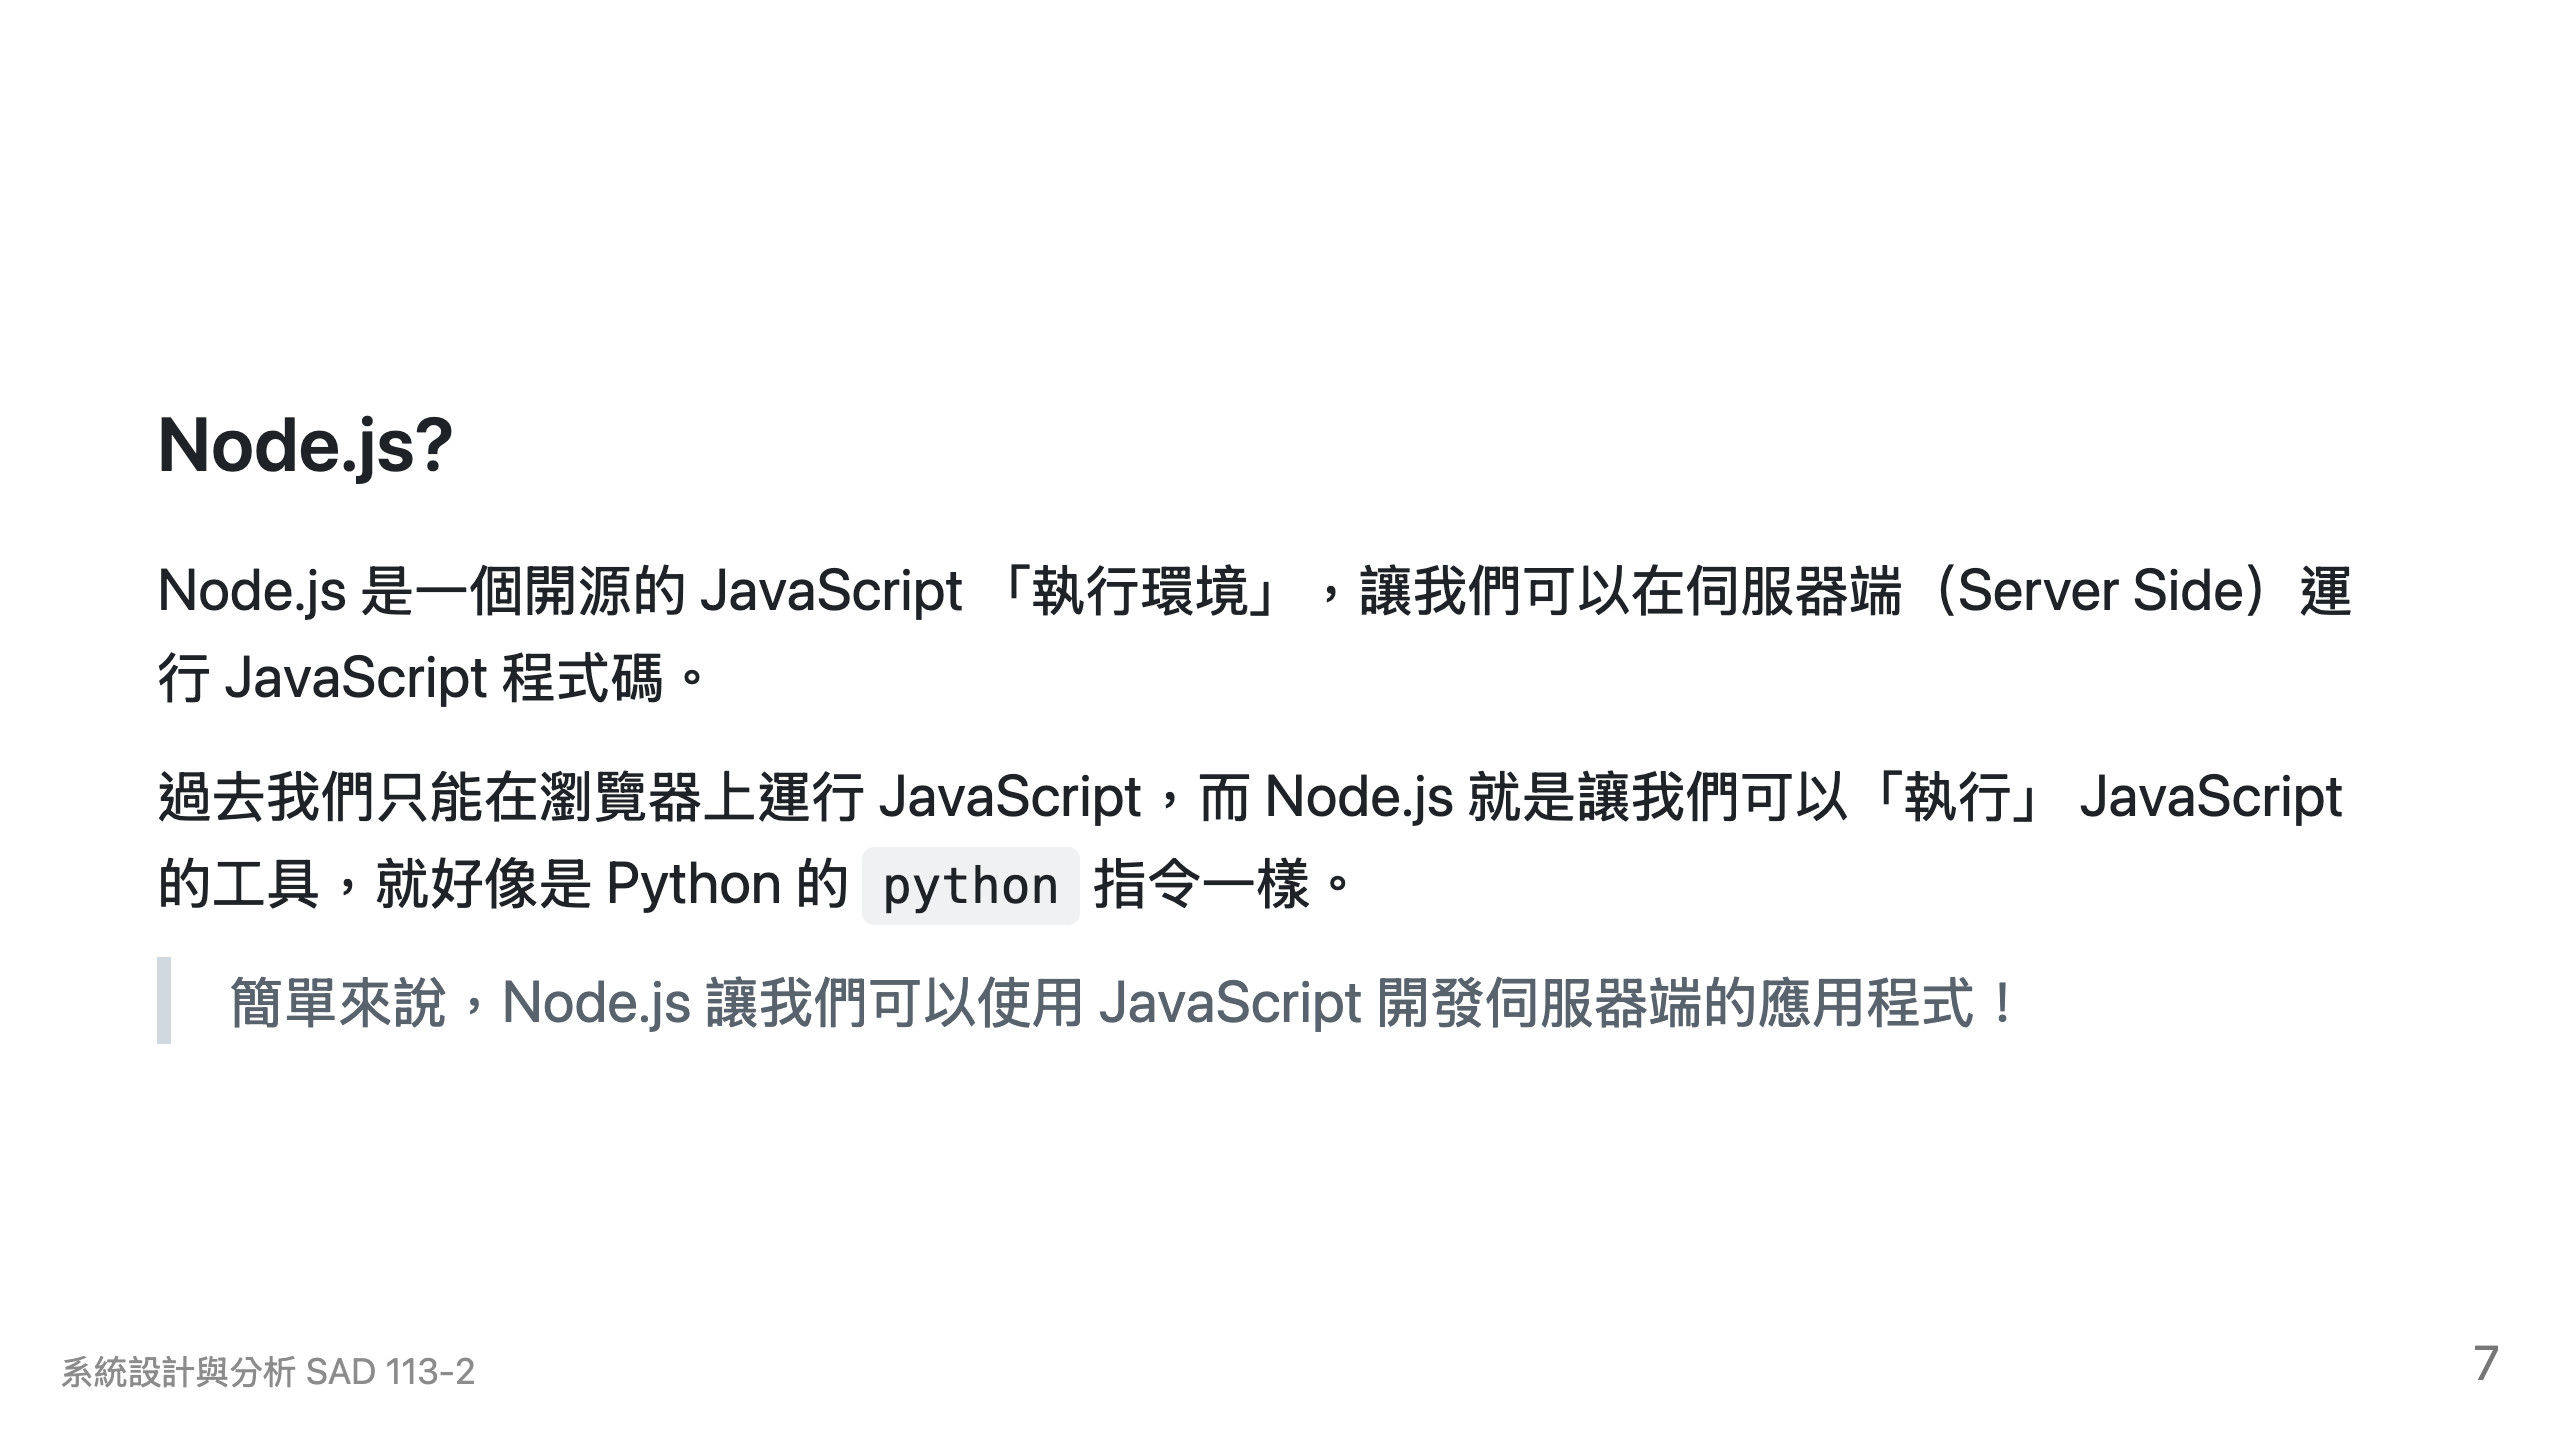 Node.js?
Node.js 是一個開源的 JavaScript 「執行環境」，讓我們可以在伺服器端（Server Side）運
行 JavaScript 程式碼。
過去我們只能在瀏覽器上運行 JavaScript，而 Node.js 就是讓我們可以「執行」 JavaScript
的工具，就好像是 Python 的 python 指令一樣。
簡單來說，Node.js 讓我們可以使用 JavaScript 開發伺服器端的應用程式！
系統設計與分析 SAD 113-2
7